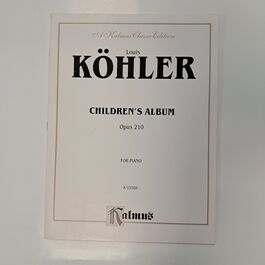 A Kalmus Classic Edition
Louis
KÖHLER
CHILDREN'S ALBUM
Opus 210
FOR PIANO
Kalmus